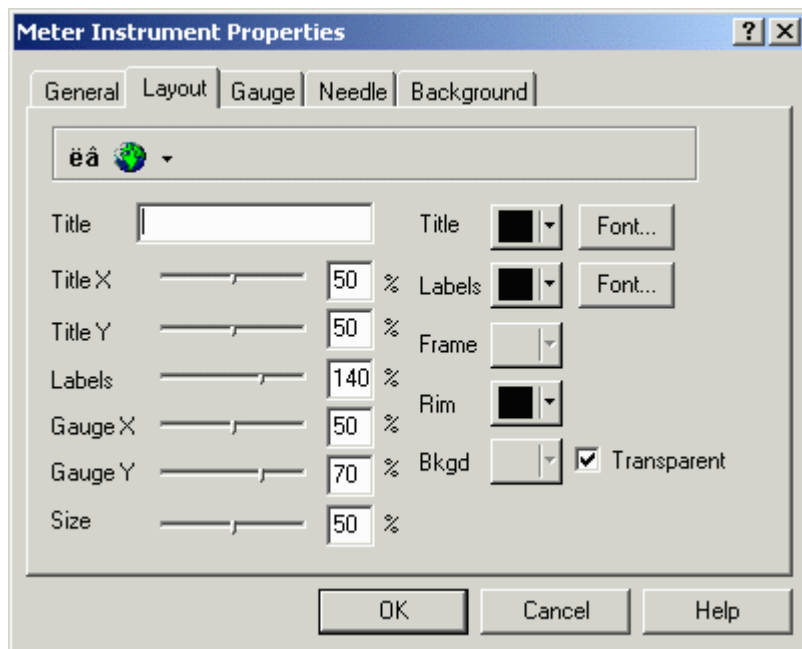 Meter Instrument Properties
General Layout Gauge Needle Background
ëâ
Title Title Font...
Title X 50 % Labels Font...
Title Y 50 % Frame
Labels 140 % Rim
Gauge X 50 %
Gauge Y 70 % Bkgd Transparent
Size 50 %
OK Cancel Help